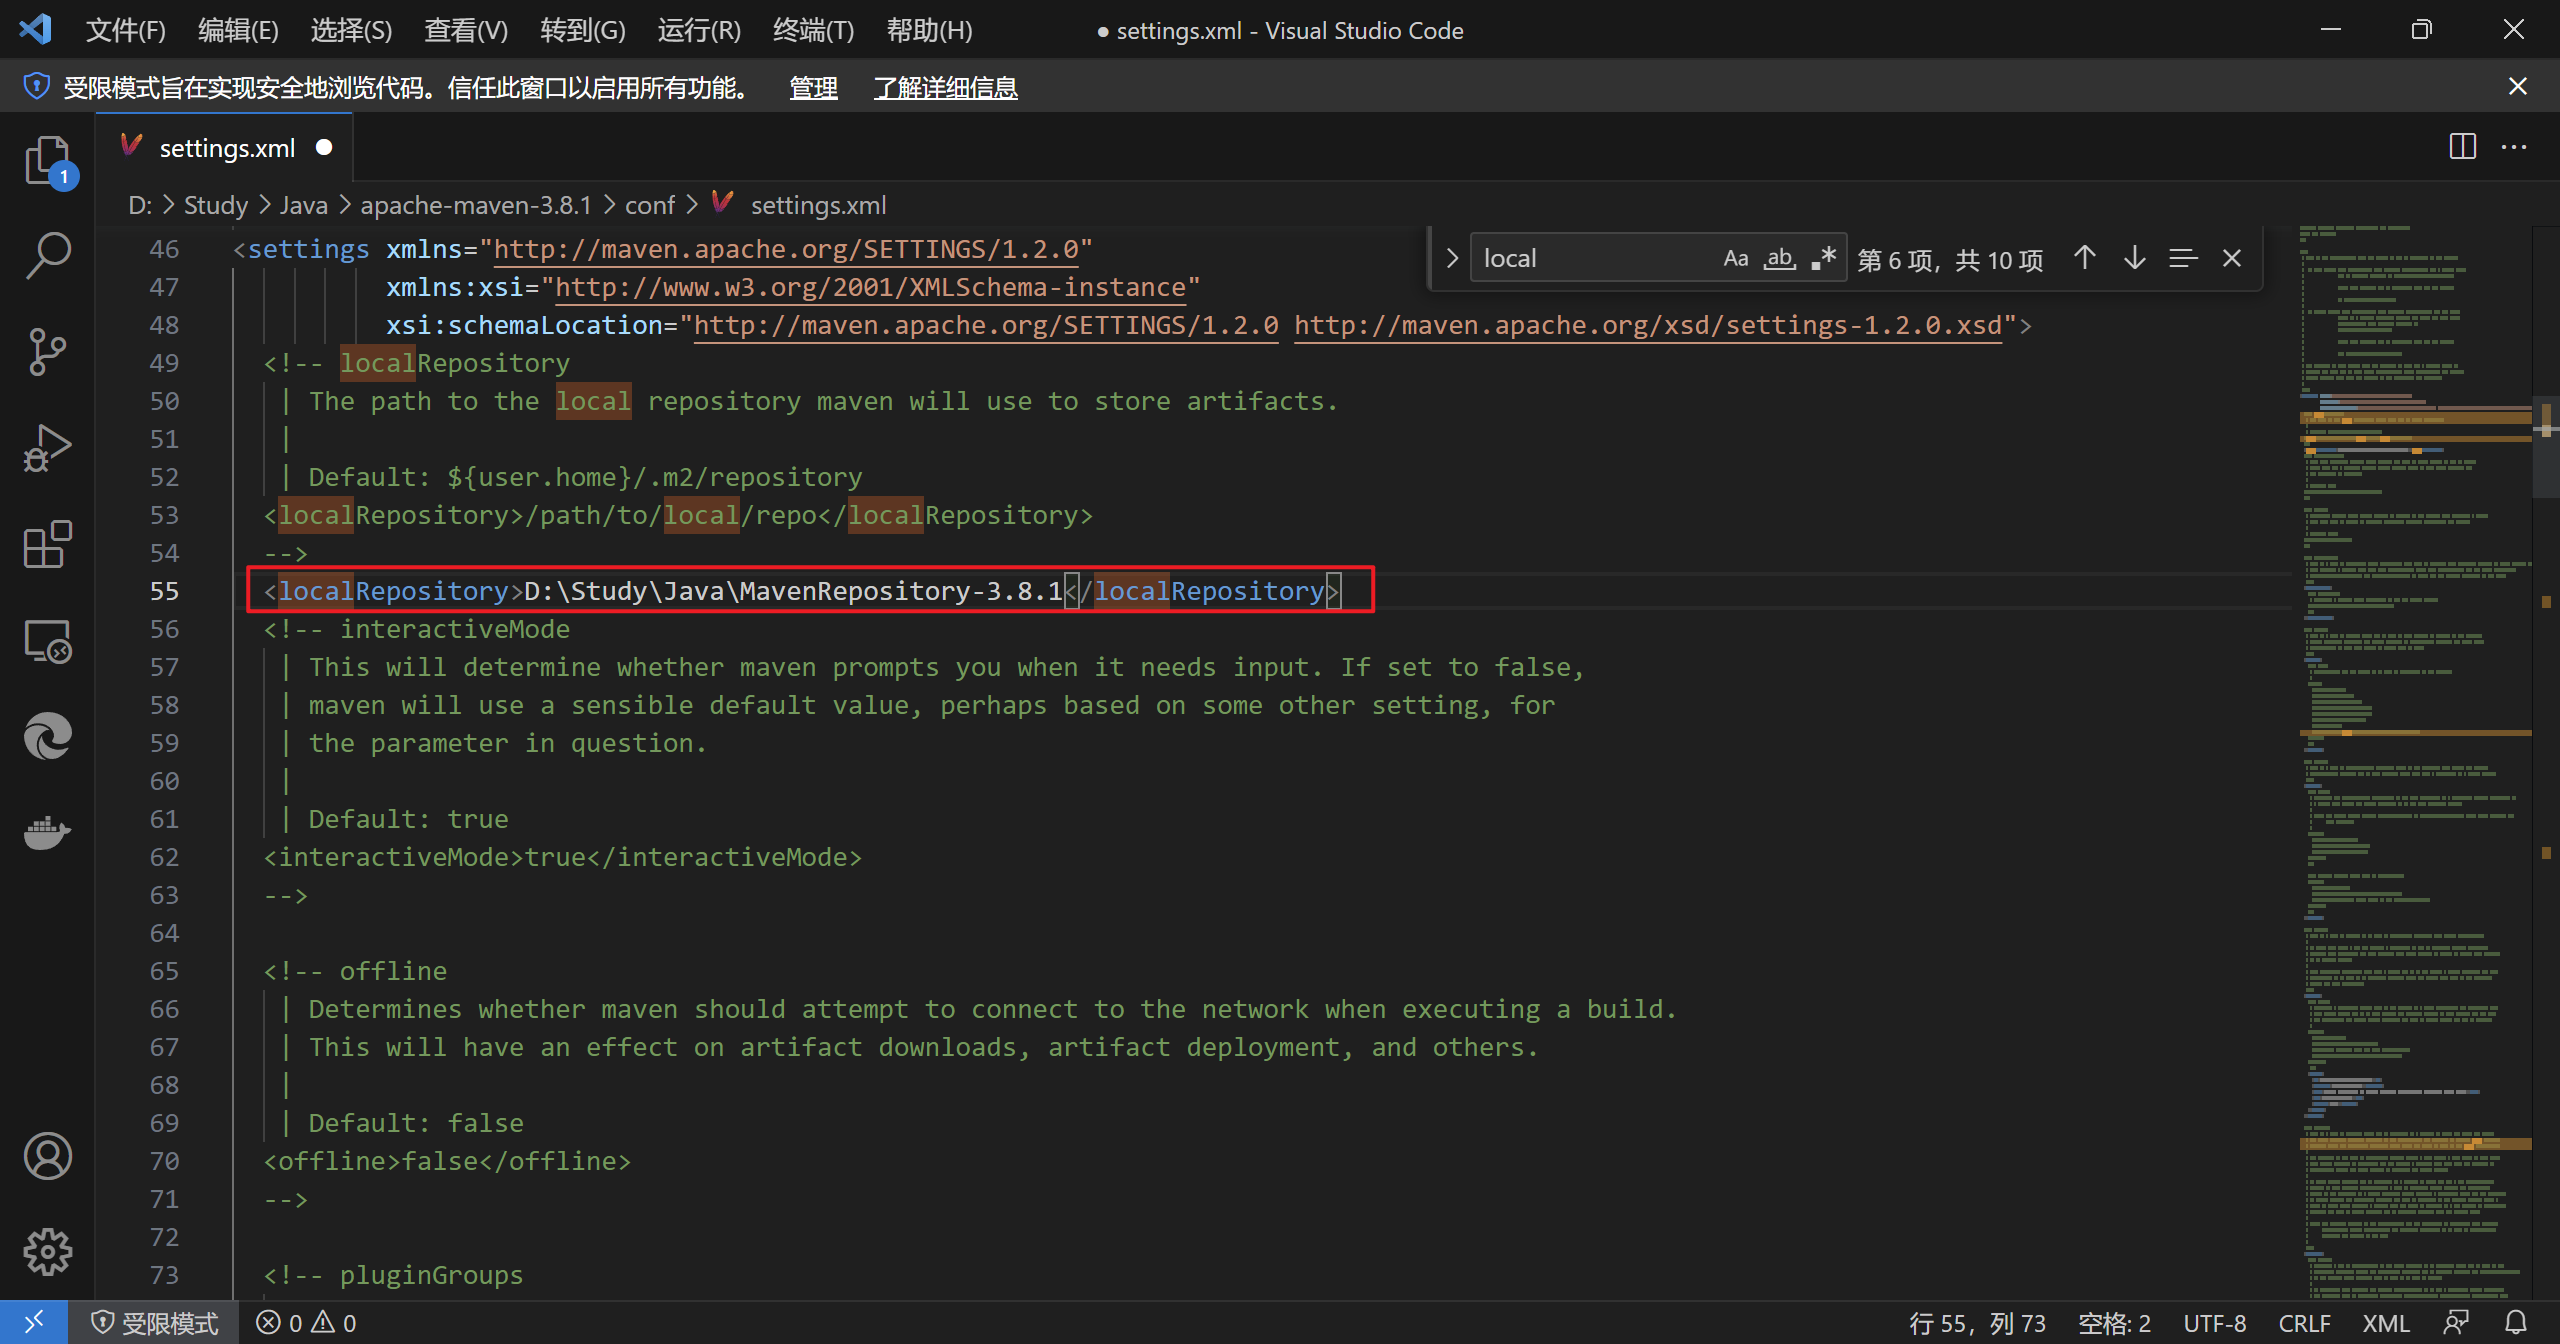 文件(F) 编辑(E) 选择(S) 查看(V) 转到(G) 运行(R) 终端(T) 帮助(H) ● settings.xml - Visual Studio Code
受限模式旨在实现安全地浏览代码。信任此窗口以启用所有功能。 管理 了解详细信息
1
settings.xml ●
D: > Study > Java > apache-maven-3.8.1 > conf > settings.xml
local Aa ab .* 第 6 项，共 10 项
46 <settings xmlns="http://maven.apache.org/SETTINGS/1.2.0"
47 xmlns:xsi="http://www.w3.org/2001/XMLSchema-instance"
48 xsi:schemaLocation="http://maven.apache.org/SETTINGS/1.2.0 http://maven.apache.org/xsd/settings-1.2.0.xsd">
49 <!-- localRepository
50 | The path to the local repository maven will use to store artifacts.
51 |
52 | Default: ${user.home}/.m2/repository
53 <localRepository>/path/to/local/repo</localRepository>
54 -->
55 <localRepository>D:\Study\Java\MavenRepository-3.8.1</localRepository>
56 <!-- interactiveMode
57 | This will determine whether maven prompts you when it needs input. If set to false,
58 | maven will use a sensible default value, perhaps based on some other setting, for
59 | the parameter in question.
60 |
61 | Default: true
62 <interactiveMode>true</interactiveMode>
63 -->
64
65 <!-- offline
66 | Determines whether maven should attempt to connect to the network when executing a build.
67 | This will have an effect on artifact downloads, artifact deployment, and others.
68 |
69 | Default: false
70 <offline>false</offline>
71 -->
72
73 <!-- pluginGroups
受限模式 0 0 行 55，列 73 空格: 2 UTF-8 CRLF XML